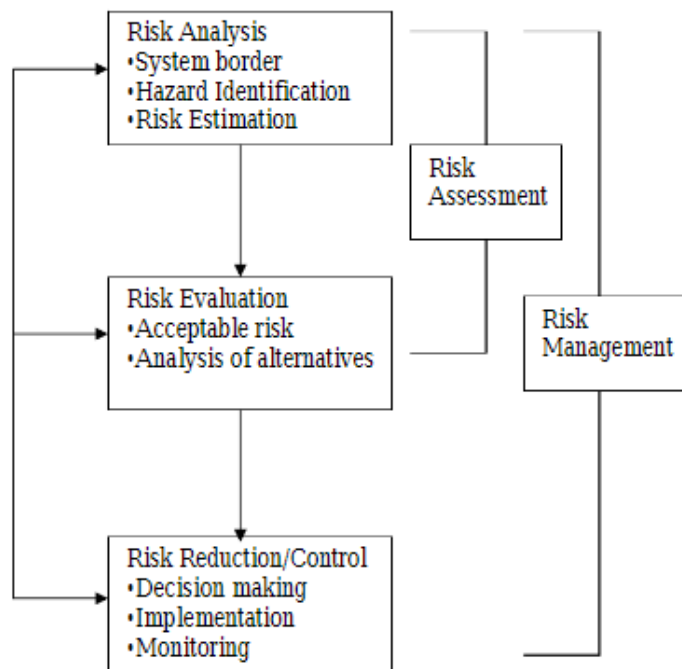 Risk Analysis
•System border
•Hazard Identification
•Risk Estimation
Risk
Assessment
Risk Evaluation
•Acceptable risk
•Analysis of alternatives
Risk
Management
Risk Reduction/Control
•Decision making
•Implementation
•Monitoring